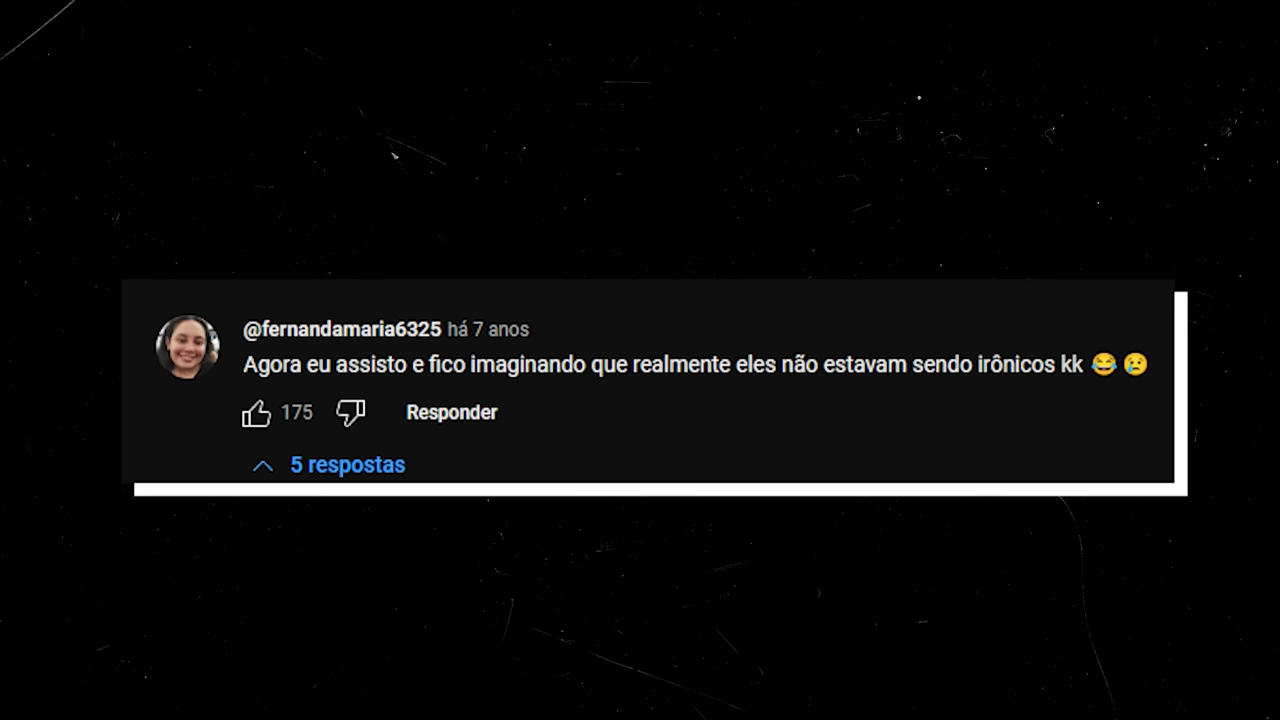 @fernandamaria6325 há 7 anos
Agora eu assisto e fico imaginando que realmente eles não estavam sendo irônicos kk 😂 😢
175 Responder
5 respostas